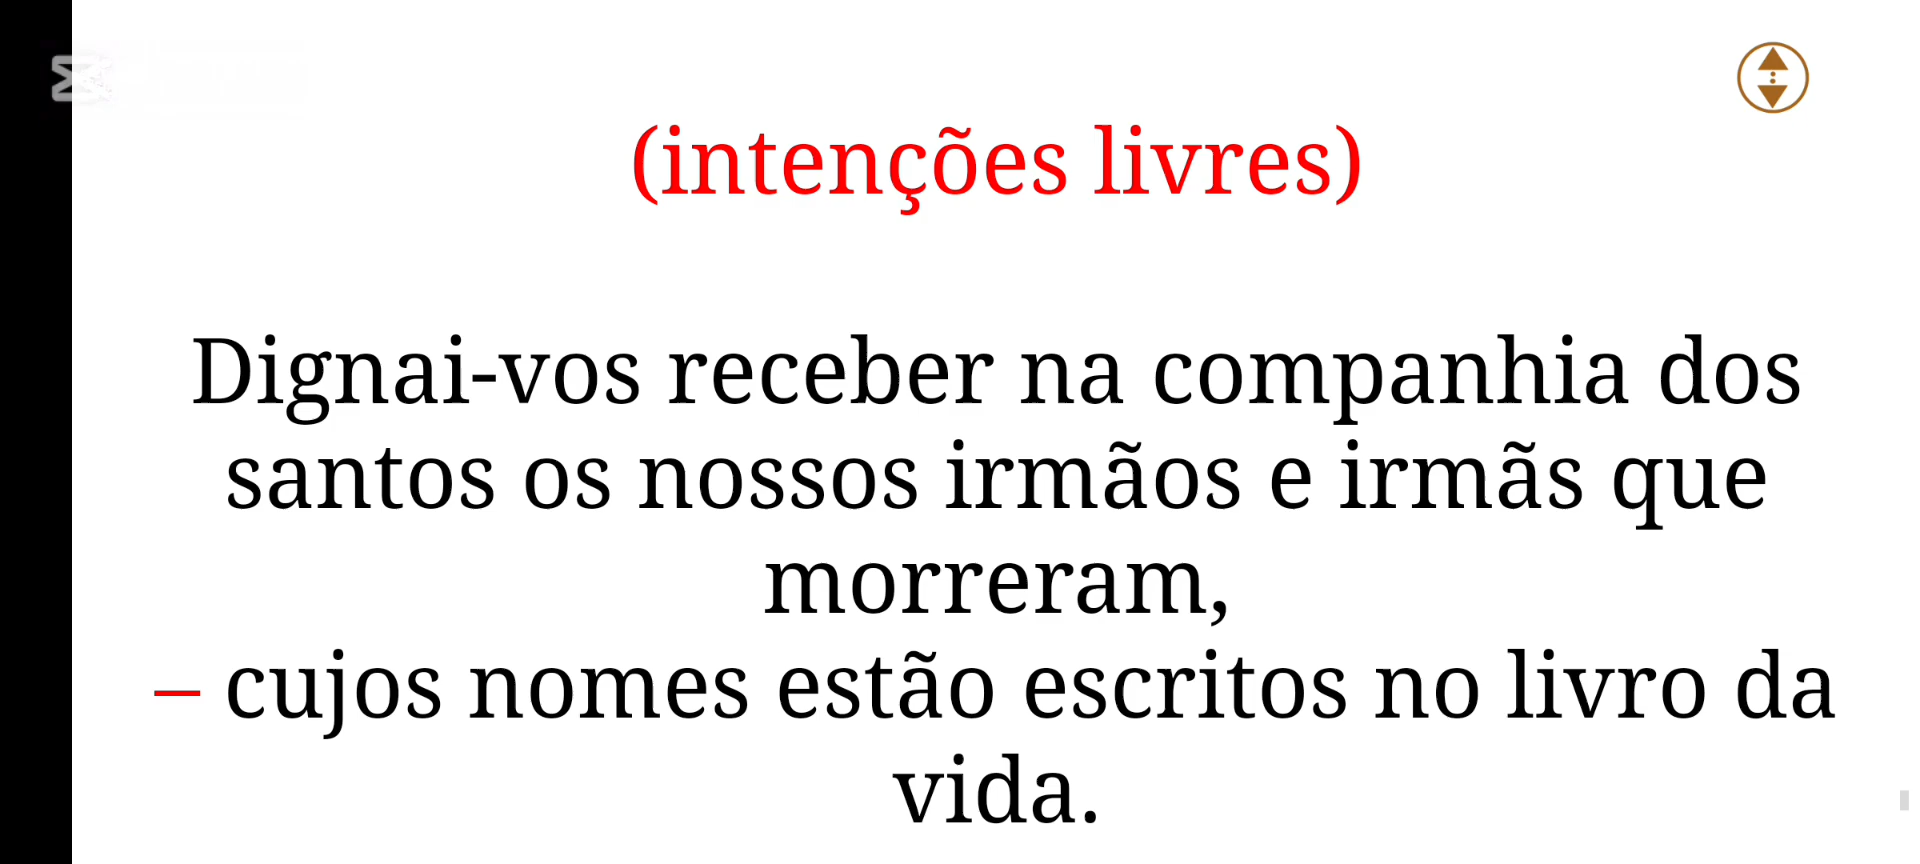 (intenções livres)
Dignai-vos receber na companhia dos
santos os nossos irmãos e irmãs que
morreram,
– cujos nomes estão escritos no livro da
vida.